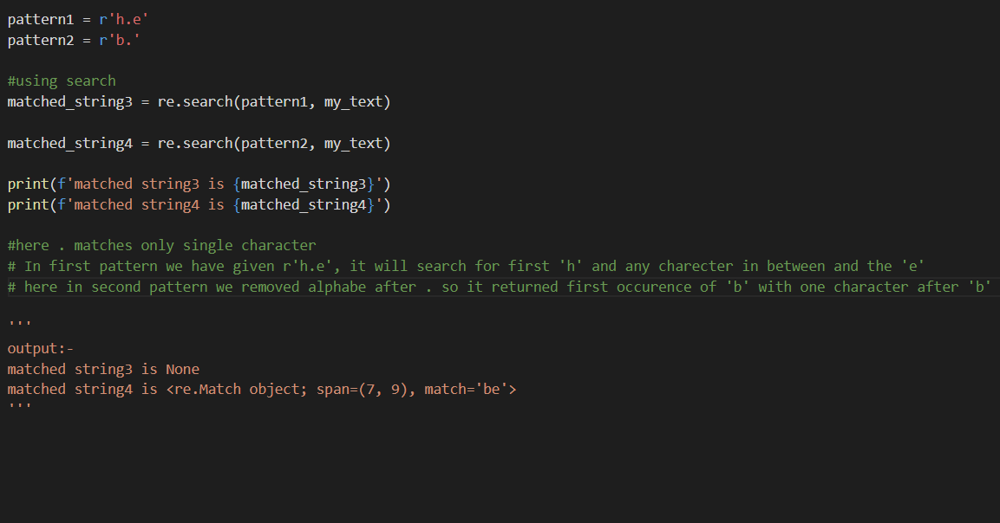 pattern1 = r'h.e'
pattern2 = r'b.'
#using search
matched_string3 = re.search(pattern1, my_text)
matched_string4 = re.search(pattern2, my_text)
print(f'matched string3 is {matched_string3}')
print(f'matched string4 is {matched_string4}')
#here . matches only single character
# In first pattern we have given r'h.e', it will search for first 'h' and any charecter in between and the 'e'
# here in second pattern we removed alphabe after . so it returned first occurence of 'b' with one character after 'b'
'''
output:-
matched string3 is None
matched string4 is <re.Match object; span=(7, 9), match='be'>
'''